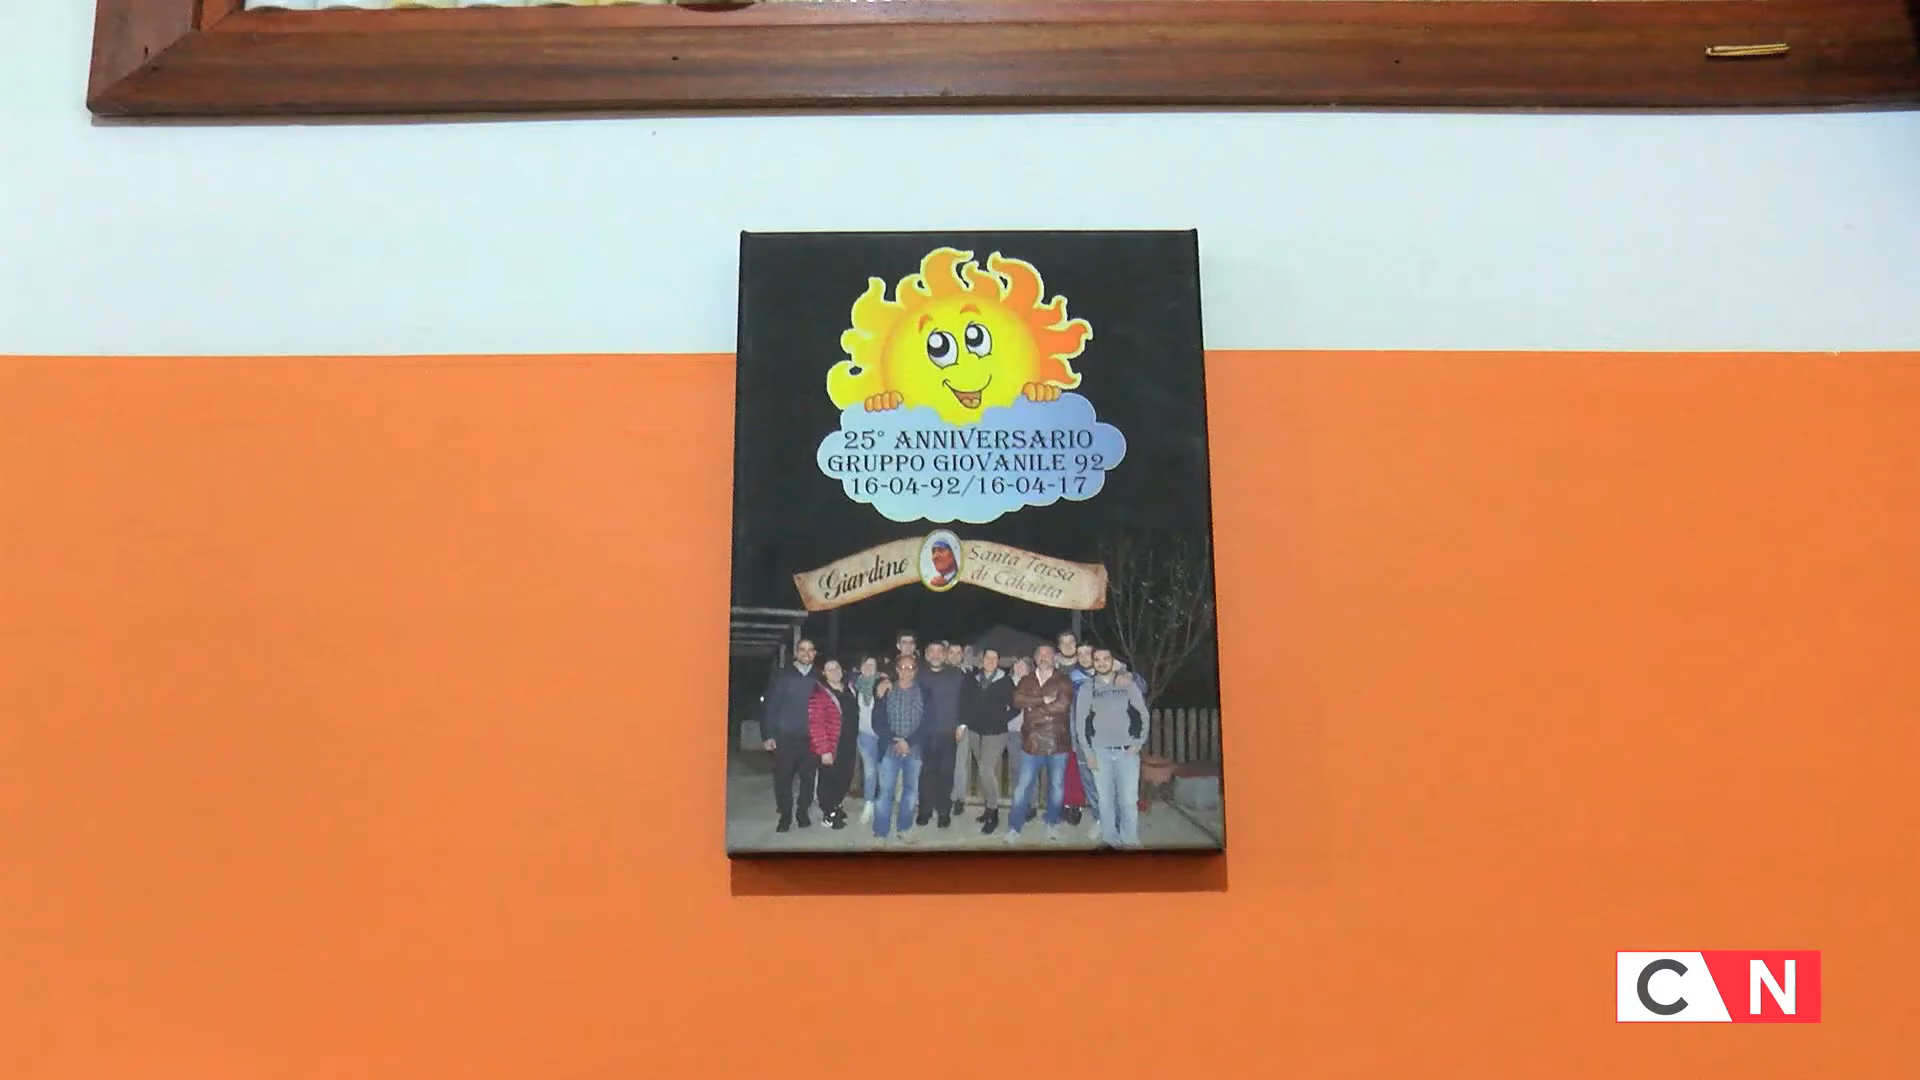 25° ANNIVERSARIO
GRUPPO GIOVANILE 92
16-04-92/16-04-17
Giardino
Santa Teresa
di Calcutta
CN